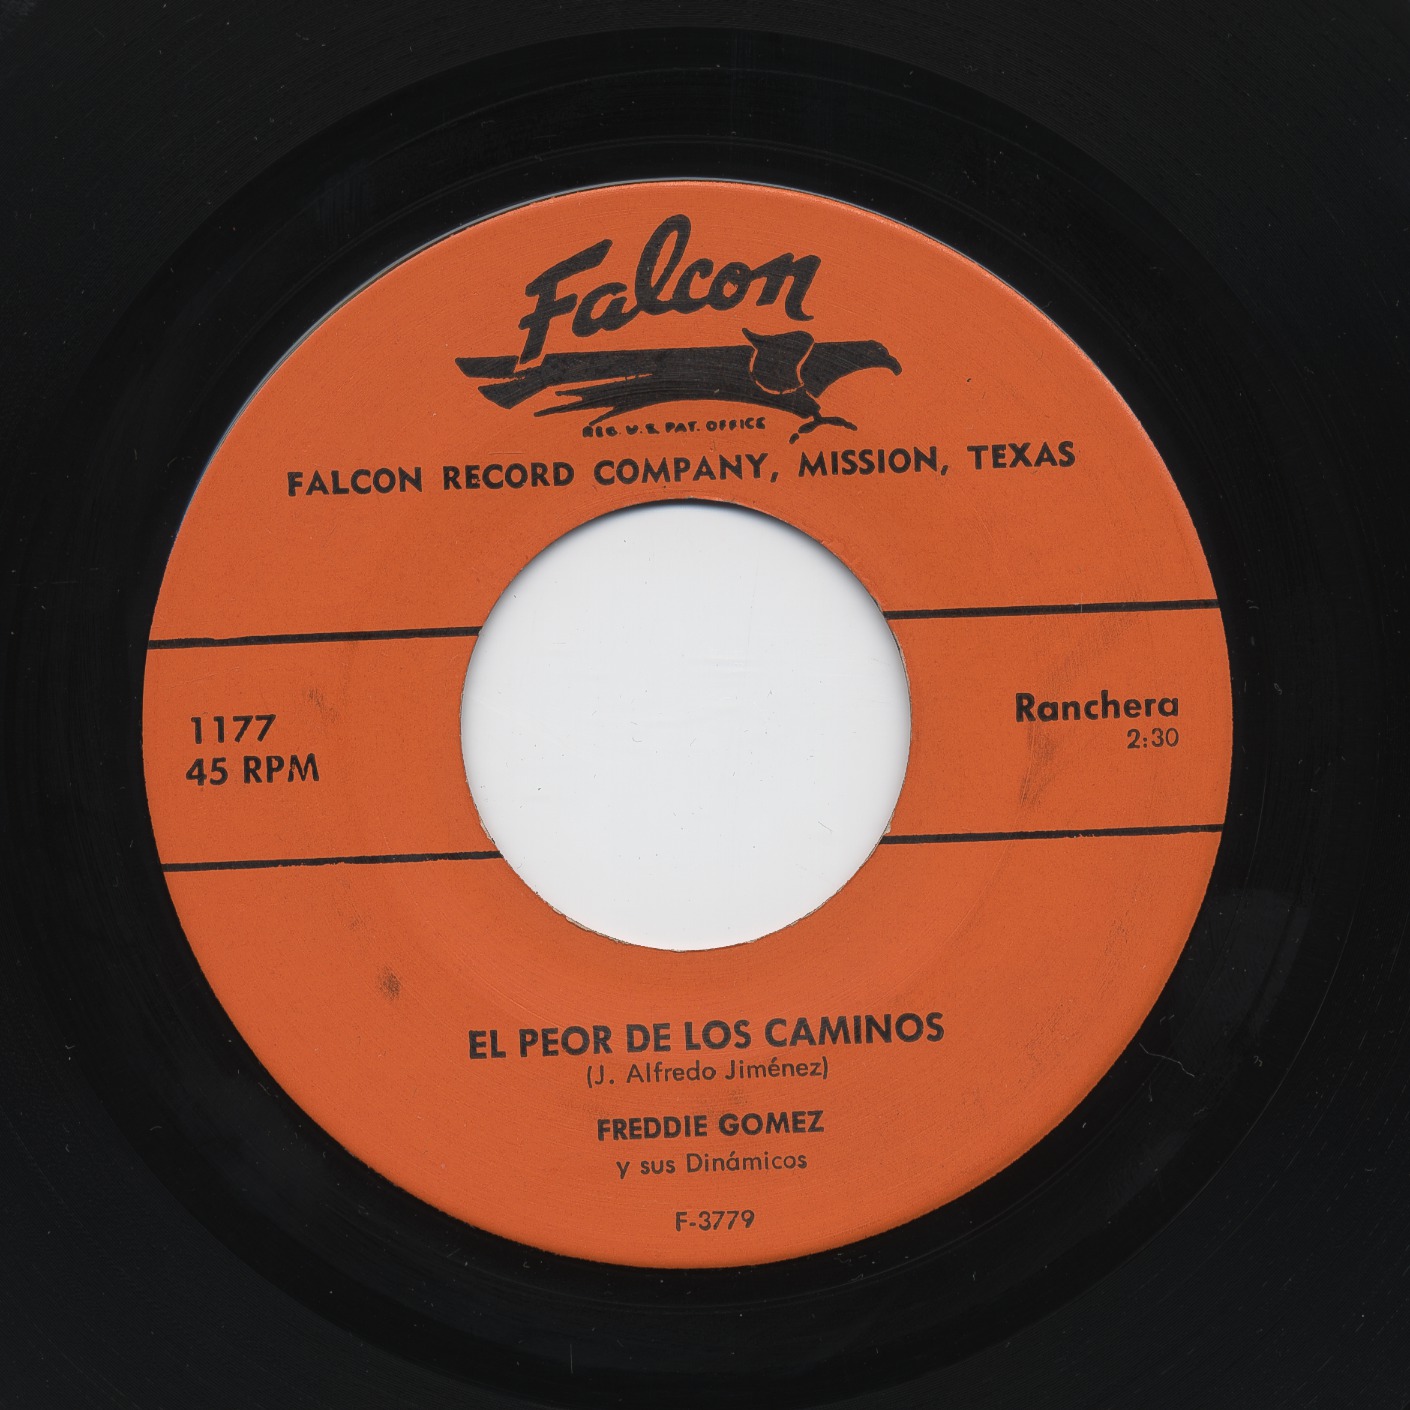 Falcon
REG. U.S. PAT. OFFICE
FALCON RECORD COMPANY, MISSION, TEXAS
1177
45 RPM
Ranchera
2:30
EL PEOR DE LOS CAMINOS
(J. Alfredo Jiménez)
FREDDIE GOMEZ
y sus Dinámicos
F-3779